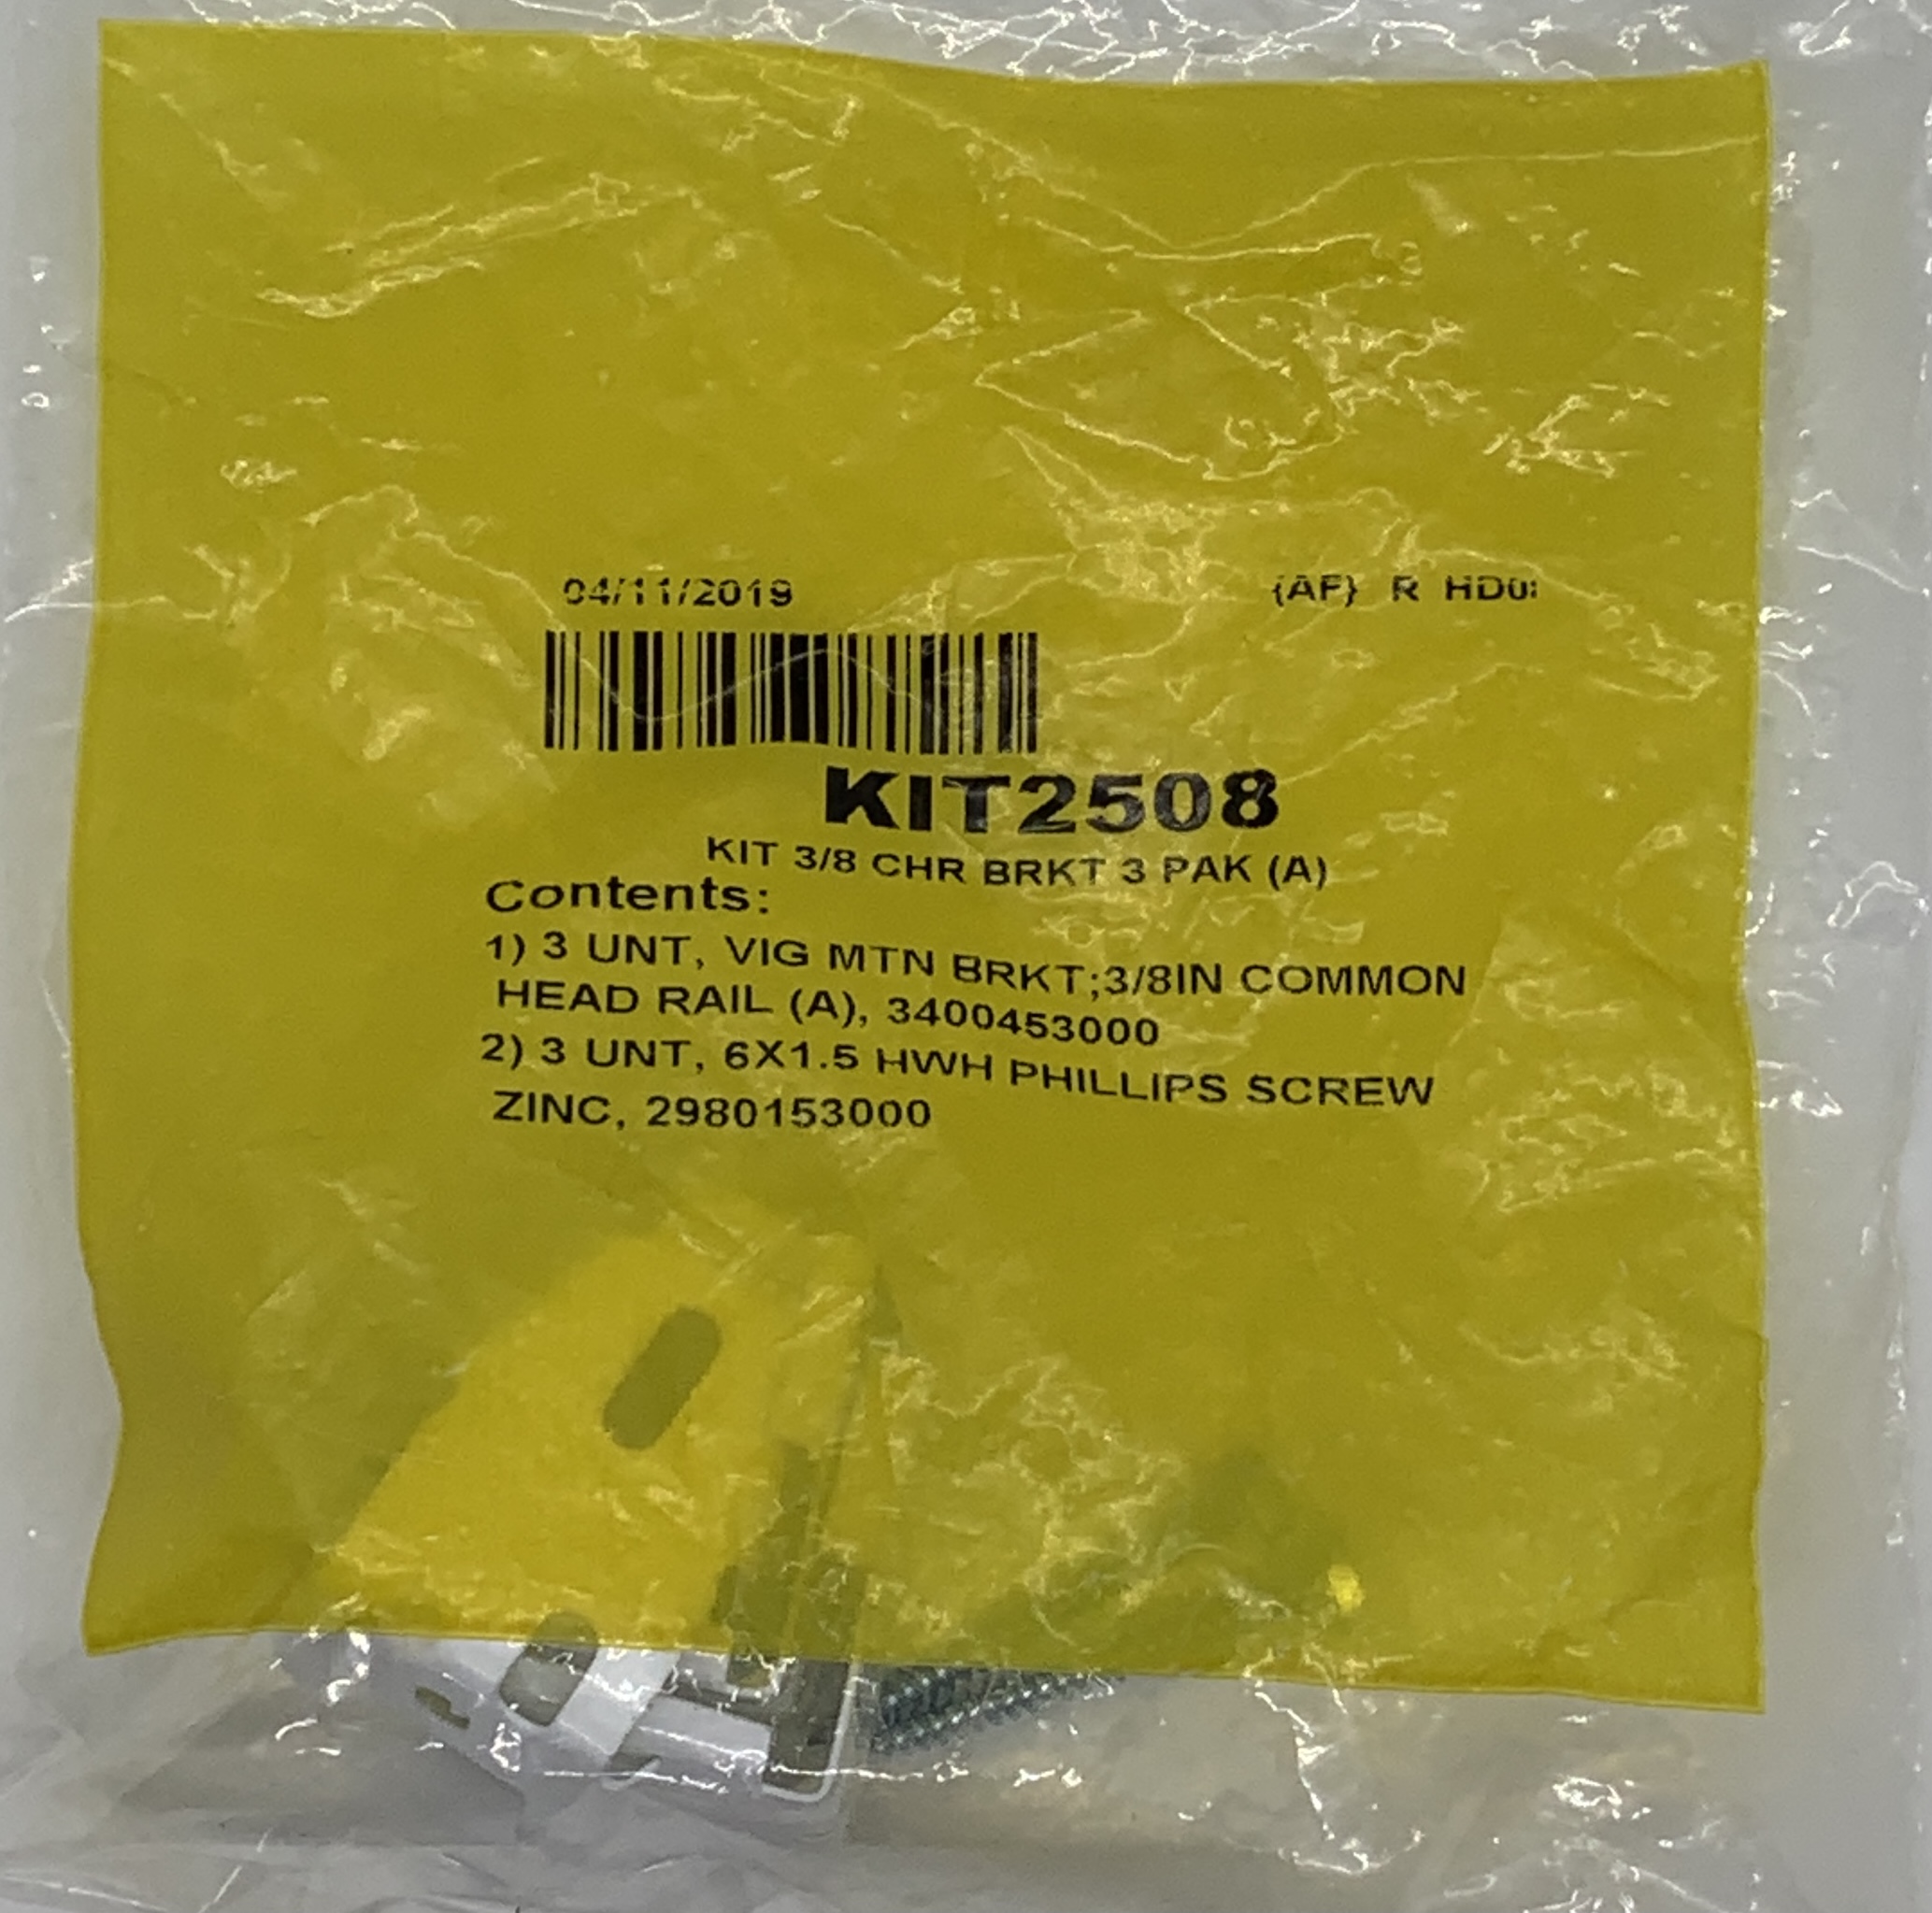 04/11/2019 {AF} R
KIT2508
KIT 3/8 CHR BRKT 3 PAK (A)
Contents:
1) 3 UNT, VIG MTN BRKT;3/8IN COMMON
HEAD RAIL (A), 3400453000
2) 3 UNT, 6X1.5 HWH PHILLIPS SCREW
ZINC, 2980153000